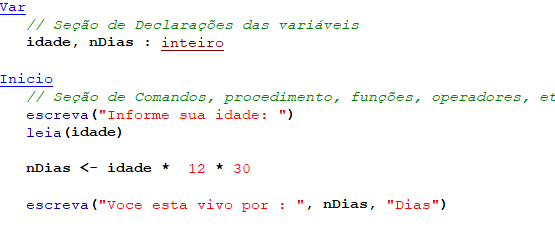 Var
// Seção de Declarações das variáveis
idade, nDias : inteiro
Inicio
// Seção de Comandos, procedimento, funções, operadores, et
escreva("Informe sua idade: ")
leia(idade)
nDias <- idade * 12 * 30
escreva("Voce esta vivo por : ", nDias, "Dias")